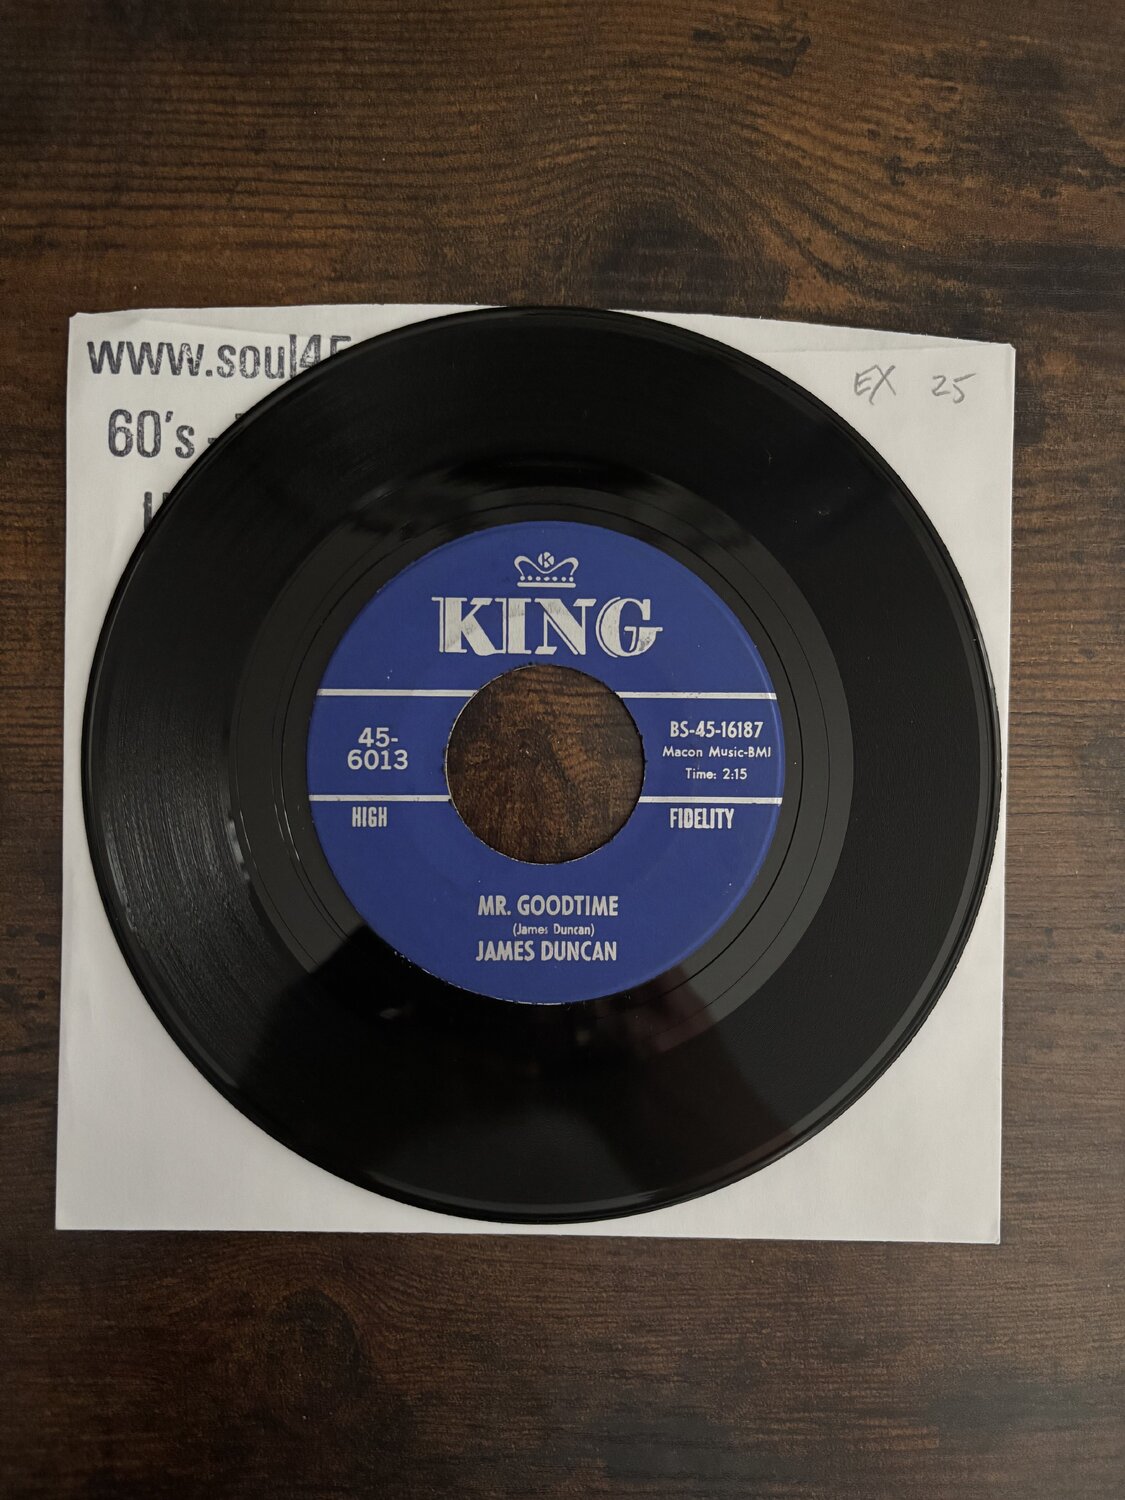 www.soul45
60's -
EX 25
K
KING
45-
6013
BS-45-16187
Macon Music-BMI
Time: 2:15
HIGH
FIDELITY
MR. GOODTIME
(James Duncan)
JAMES DUNCAN